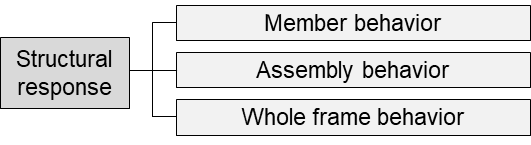 Structural
response
Member behavior
Assembly behavior
Whole frame behavior